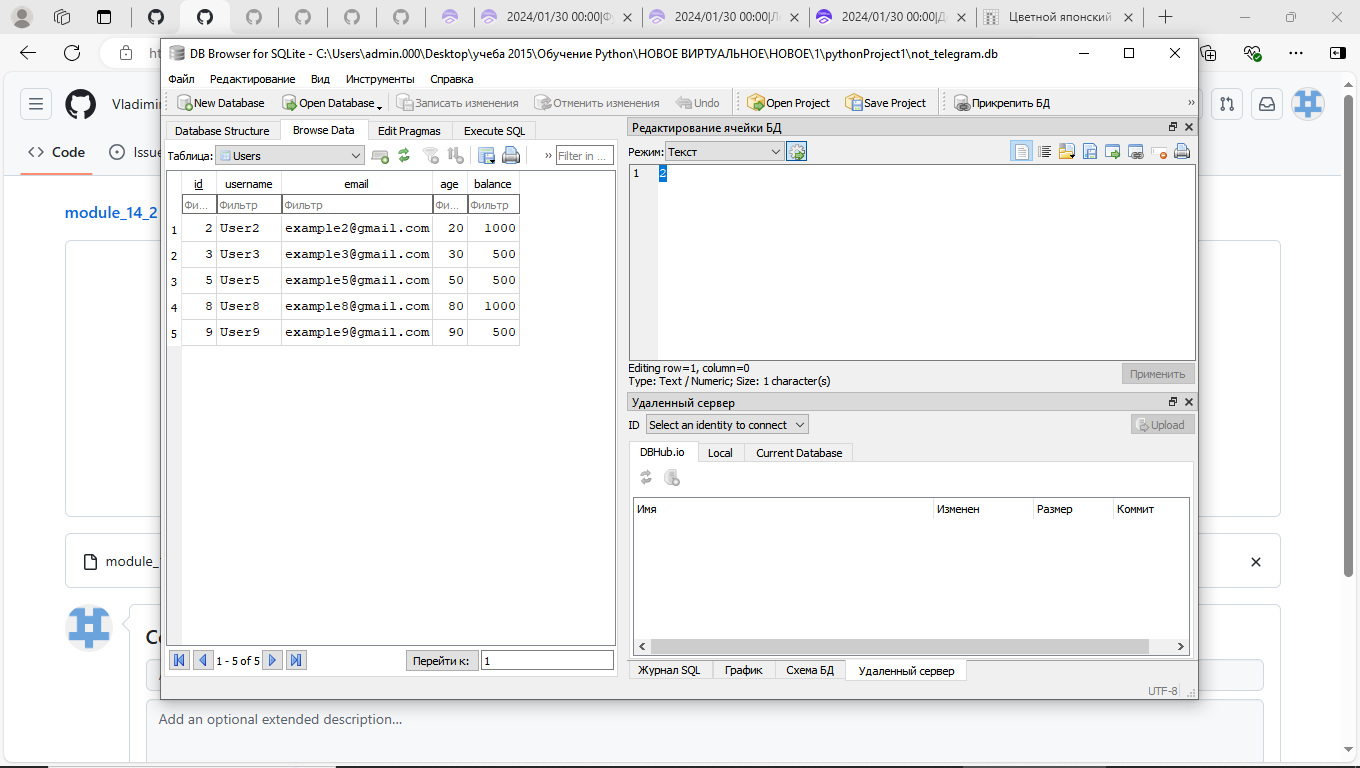 2024/01/30 00:00|Ф
2024/01/30 00:00|Л
2024/01/30 00:00|Д
Цветной японский
DB Browser for SQLite - C:\Users\admin.000\Desktop\учеба 2015\Обучение Python\НОВОЕ ВИРТУАЛЬНОЕ\НОВОЕ\1\pythonProject1\not_telegram.db
Файл Редактирование Вид Инструменты Справка
New Database Open Database Записать изменения Отменить изменения Undo Open Project Save Project Прикрепить БД »
Vladimi
Code
Issue
module_14_2
module_
Database Structure Browse Data Edit Pragmas Execute SQL
Таблица: Users » Filter in ...
id username email age balance
Фи... Фильтр Фильтр Фи... Фильтр
1 2 User2 example2@gmail.com 20 1000
2 3 User3 example3@gmail.com 30 500
3 5 User5 example5@gmail.com 50 500
4 8 User8 example8@gmail.com 80 1000
5 9 User9 example9@gmail.com 90 500
1 - 5 of 5 Перейти к: 1
Редактирование ячейки БД
Режим: Текст
1 2
Editing row=1, column=0
Type: Text / Numeric; Size: 1 character(s)
Применить
Удаленный сервер
ID Select an identity to connect Upload
DBHub.io Local Current Database
Имя Изменен Размер Коммит
Журнал SQL График Схема БД Удаленный сервер
UTF-8
Add an optional extended description...